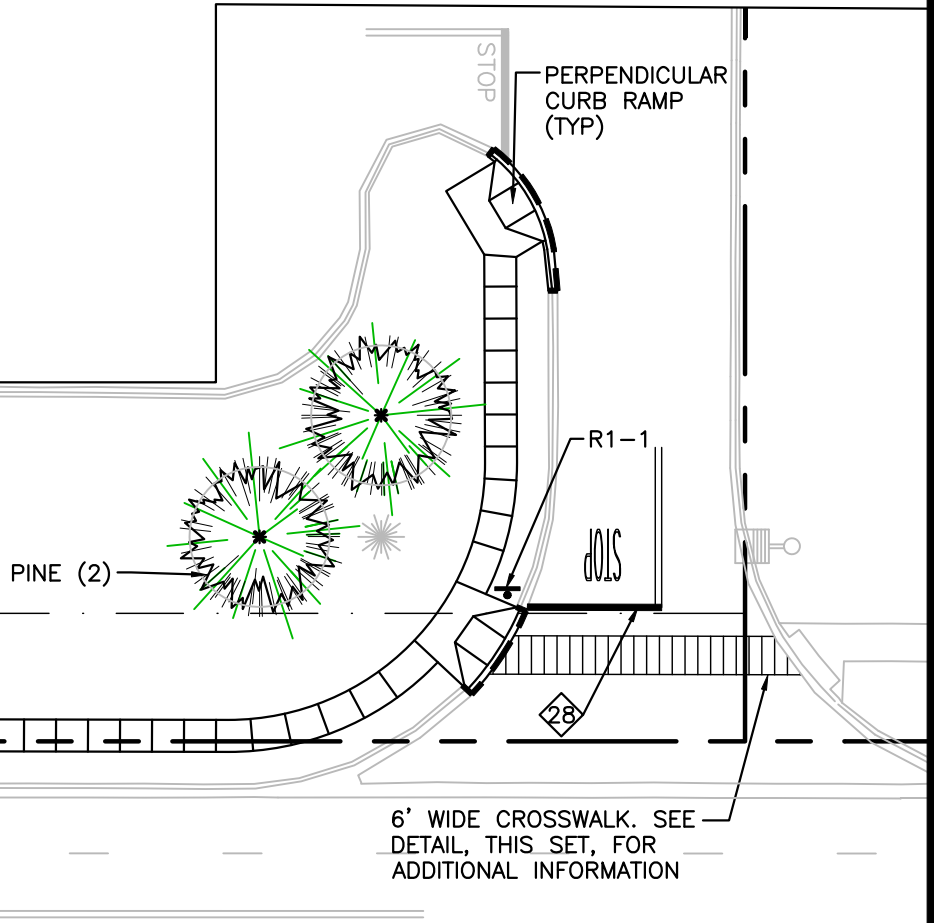 STOP
PERPENDICULAR
CURB RAMP
(TYP)
R1-1
STOP
PINE (2)
28
6' WIDE CROSSWALK. SEE
DETAIL, THIS SET, FOR
ADDITIONAL INFORMATION